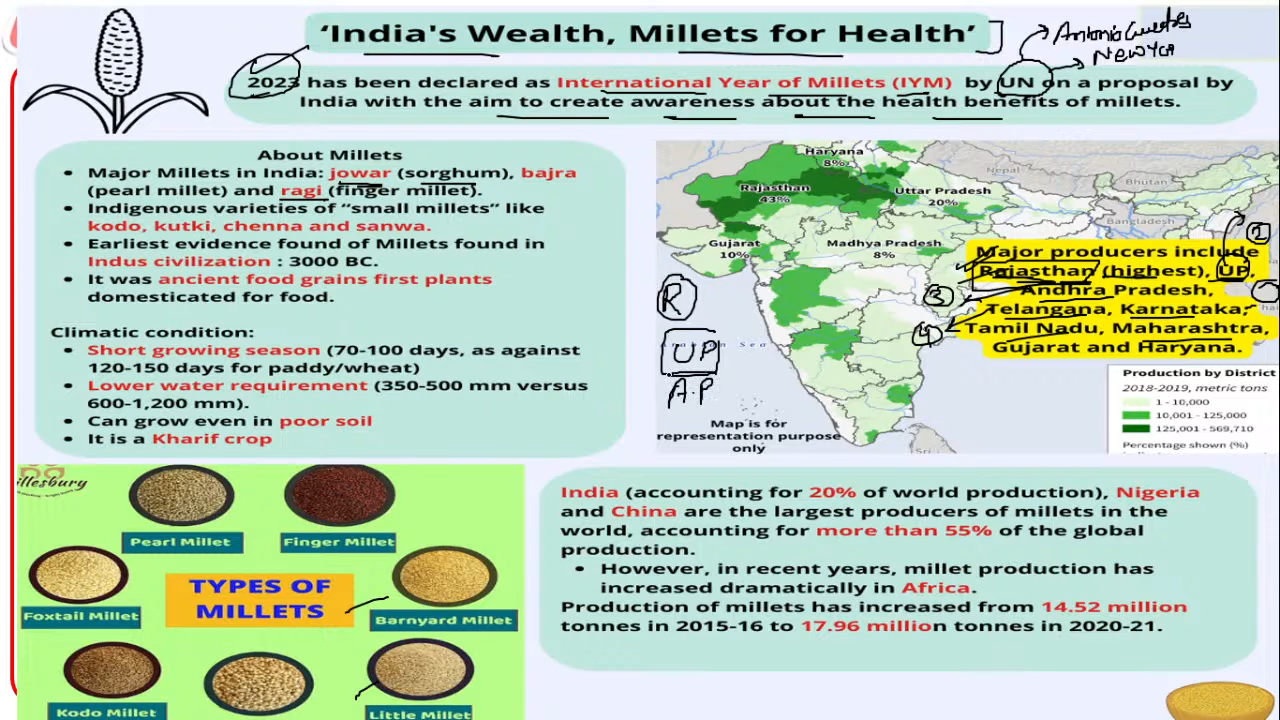 ‘India's Wealth, Millets for Health’
2023 has been declared as International Year of Millets (IYM) by UN on a proposal by
India with the aim to create awareness about the health benefits of millets.
Antonio Guterres
New York
About Millets
• Major Millets in India: jowar (sorghum), bajra
(pearl millet) and ragi (finger millet).
• Indigenous varieties of “small millets” like
kodo, kutki, chenna and sanwa.
• Earliest evidence found of Millets found in
Indus civilization : 3000 BC.
• It was ancient food grains first plants
domesticated for food.
Climatic condition:
• Short growing season (70-100 days, as against
120-150 days for paddy/wheat)
• Lower water requirement (350-500 mm versus
600-1,200 mm).
• Can grow even in poor soil
• It is a Kharif crop
Haryana
8%
Rajasthan
43%
Uttar Pradesh
20%
Gujarat
10%
Madhya Pradesh
8%
Nepal
Bhutan
Bangladesh
Major producers include
Rajasthan (highest), UP,
Andhra Pradesh,
Telangana, Karnataka,
Tamil Nadu, Maharashtra,
Gujarat and Haryana.
2
3
4
R
UP
A.P
Map is for
representation purpose
only
Sri
Production by District
2018-2019, metric tons
1 - 10,000
10,001 - 125,000
125,001 - 569,710
Percentage shown (%)
illesbury
Pearl Millet
Finger Millet
TYPES OF
MILLETS
Foxtail Millet
Barnyard Millet
Kodo Millet
Little Millet
India (accounting for 20% of world production), Nigeria
and China are the largest producers of millets in the
world, accounting for more than 55% of the global
production.
• However, in recent years, millet production has
increased dramatically in Africa.
Production of millets has increased from 14.52 million
tonnes in 2015-16 to 17.96 million tonnes in 2020-21.